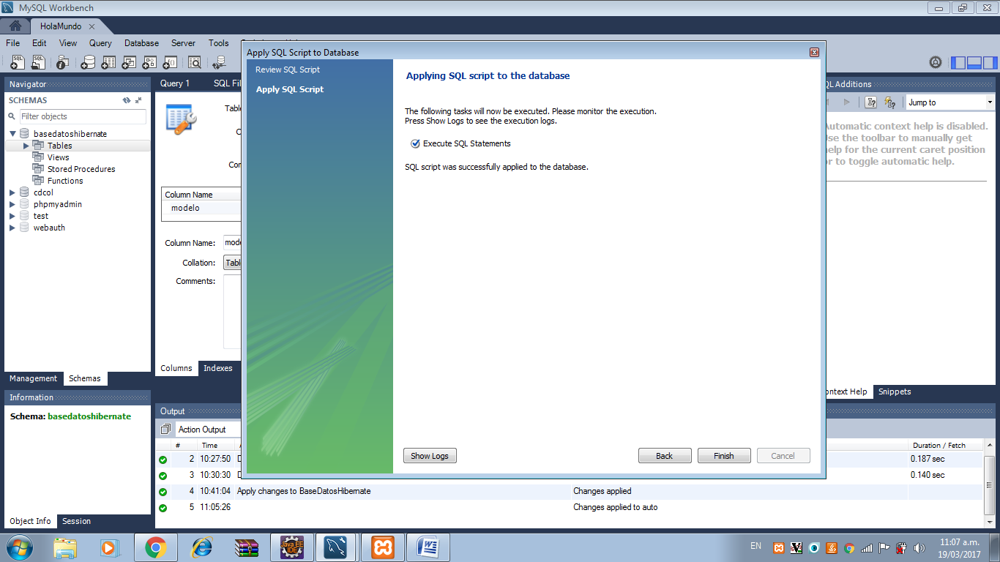 MySQL Workbench
HolaMundo
File Edit View Query Database Server Tools
Navigator
SCHEMAS
Filter objects
basedatoshibernate
Tables
Views
Stored Procedures
Functions
cdcol
phpmyadmin
test
webauth
Management Schemas
Information
Schema: basedatoshibernate
Object Info Session
Query 1 SQL Fil
Column Name
modelo
Column Name:
Collation:
Comments:
Columns Indexes
Apply SQL Script to Database
Review SQL Script
Apply SQL Script
Applying SQL script to the database
The following tasks will now be executed. Please monitor the execution.
Press Show Logs to see the execution logs.
Execute SQL Statements
SQL script was successfully applied to the database.
Show Logs Back Finish Cancel
QL Additions
Jump to
Automatic context help is disabled.
Use the toolbar to manually get
help for the current caret position
or to toggle automatic help.
ontext Help Snippets
Output
Action Output
# Time Duration / Fetch
2 10:27:50 0.187 sec
3 10:30:30 0.140 sec
4 10:41:04 Apply changes to BaseDatosHibernate Changes applied
5 11:05:26 Changes applied to auto
Java EE
IDE
EN
11:07 a.m.
19/03/2017